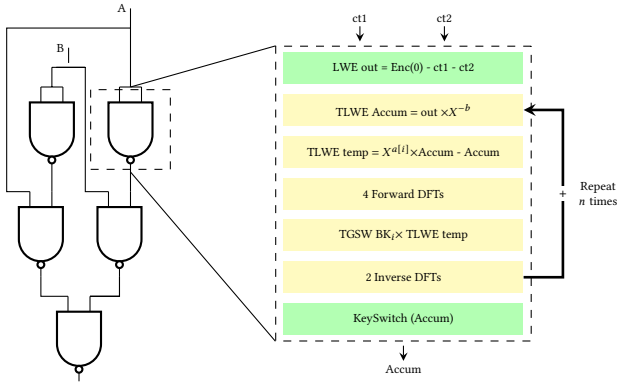 A
B
ct1 ct2
LWE out = Enc(0) - ct1 - ct2
TLWE Accum = out ×X^{-b}
TLWE temp = X^{a[i]}×Accum - Accum
4 Forward DFTs
TGSW BK_i× TLWE temp
2 Inverse DFTs
KeySwitch (Accum)
Accum
+
Repeat
n times